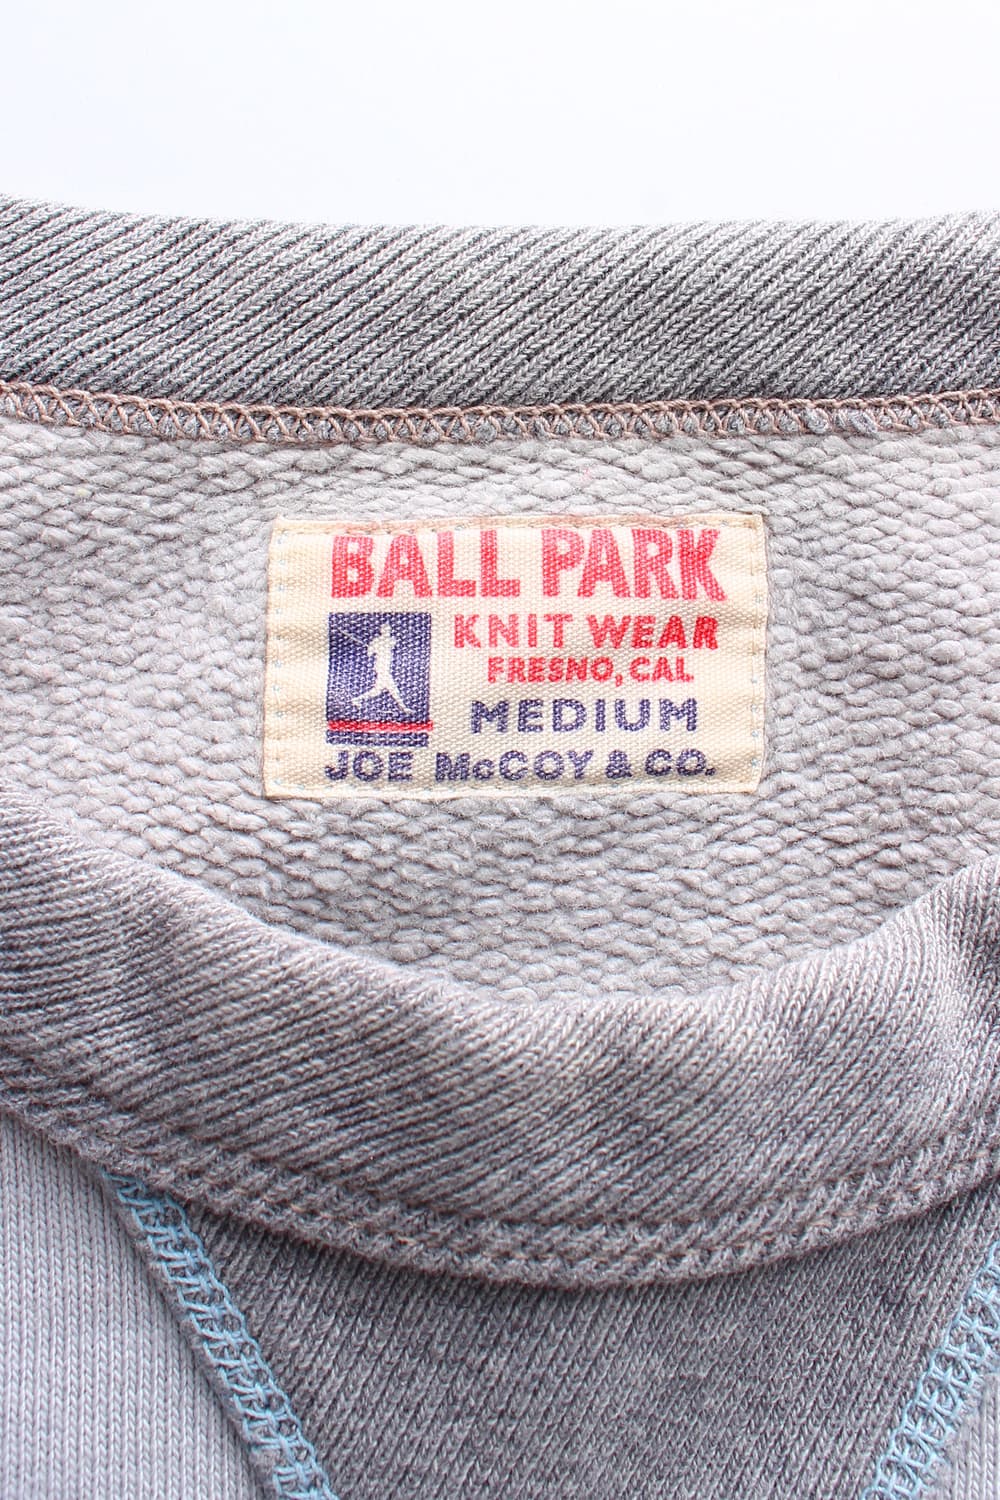 BALL PARK
KNIT WEAR
FRESNO, CAL
MEDIUM
JOE McCOY & CO.